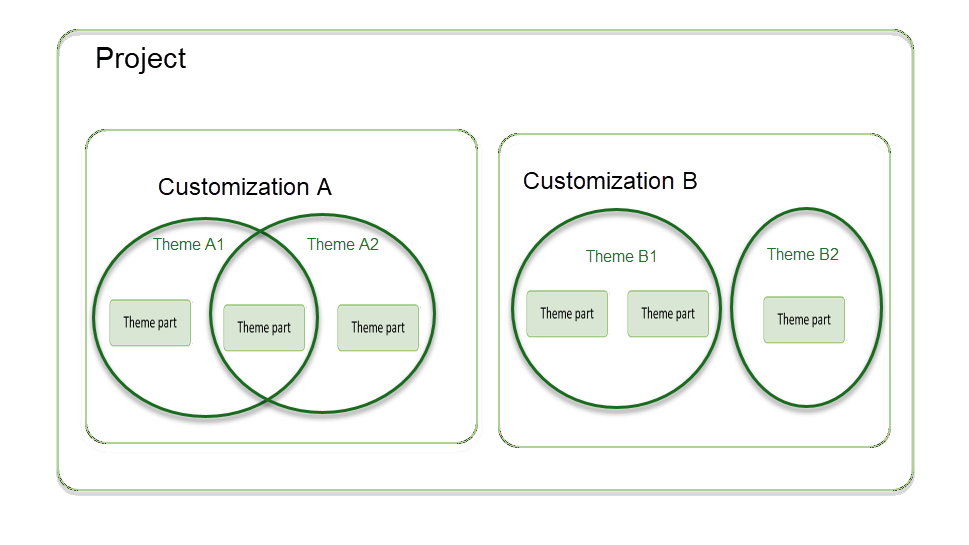 Project
Customization A
Theme A1
Theme A2
Theme part
Theme part
Theme part
Customization B
Theme B1
Theme B2
Theme part
Theme part
Theme part